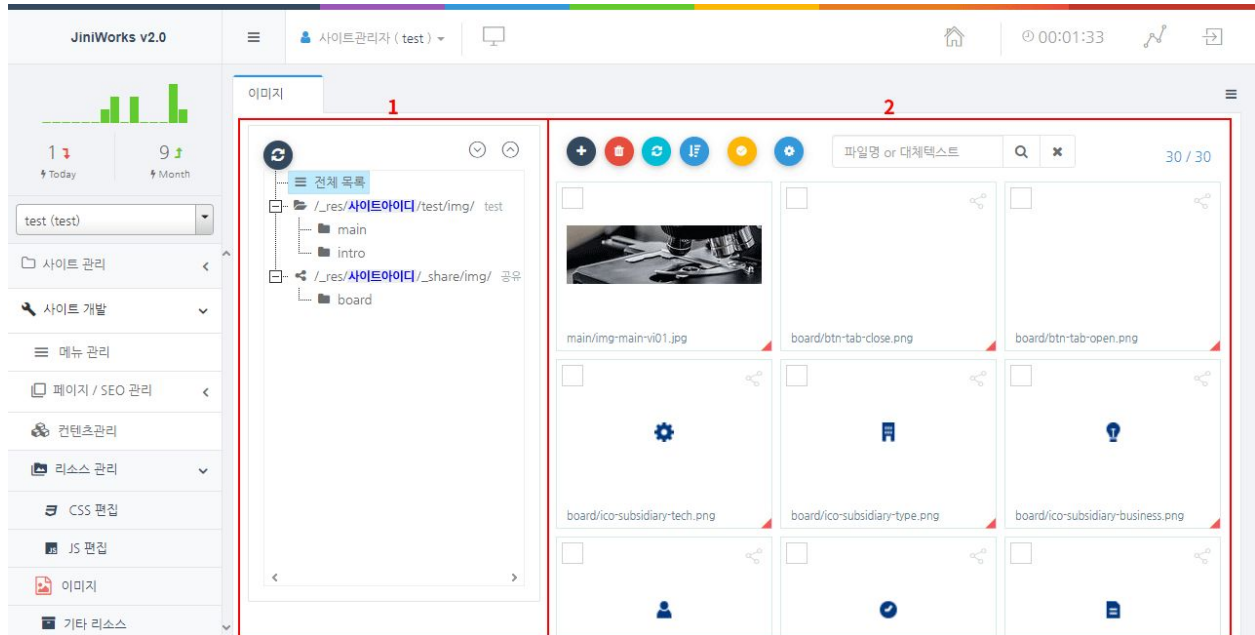 JiniWorks v2.0
사이트관리자 ( test )
00:01:33
1
Today
9
Month
test (test)
사이트 관리
사이트 개발
메뉴 관리
페이지 / SEO 관리
컨텐츠관리
리소스 관리
CSS 편집
JS 편집
이미지
기타 리소스
이미지
1
전체 목록
/_res/사이트아이디/test/img/ test
main
intro
/_res/사이트아이디/_share/img/ 공유
board
2
파일명 or 대체텍스트
30 / 30
main/img-main-vi01.jpg
board/btn-tab-close.png
board/btn-tab-open.png
board/ico-subsidiary-tech.png
board/ico-subsidiary-type.png
board/ico-subsidiary-business.png